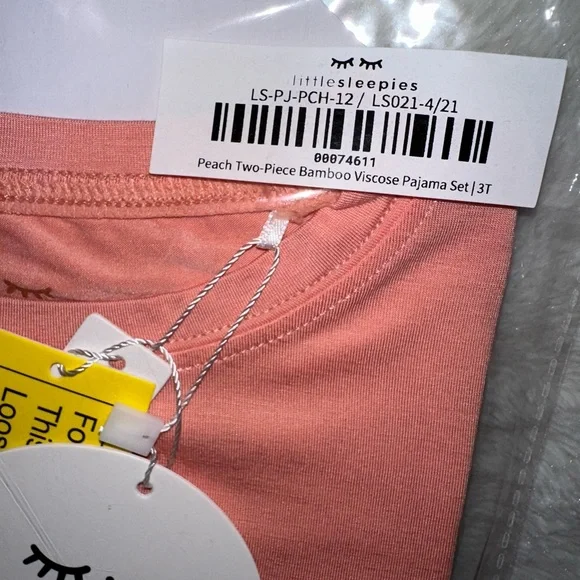 littlesleepies
LS-PJ-PCH-12 / LS021-4/21
00074611
Peach Two-Piece Bamboo Viscose Pajama Set | 3T
Fo
This
Loos